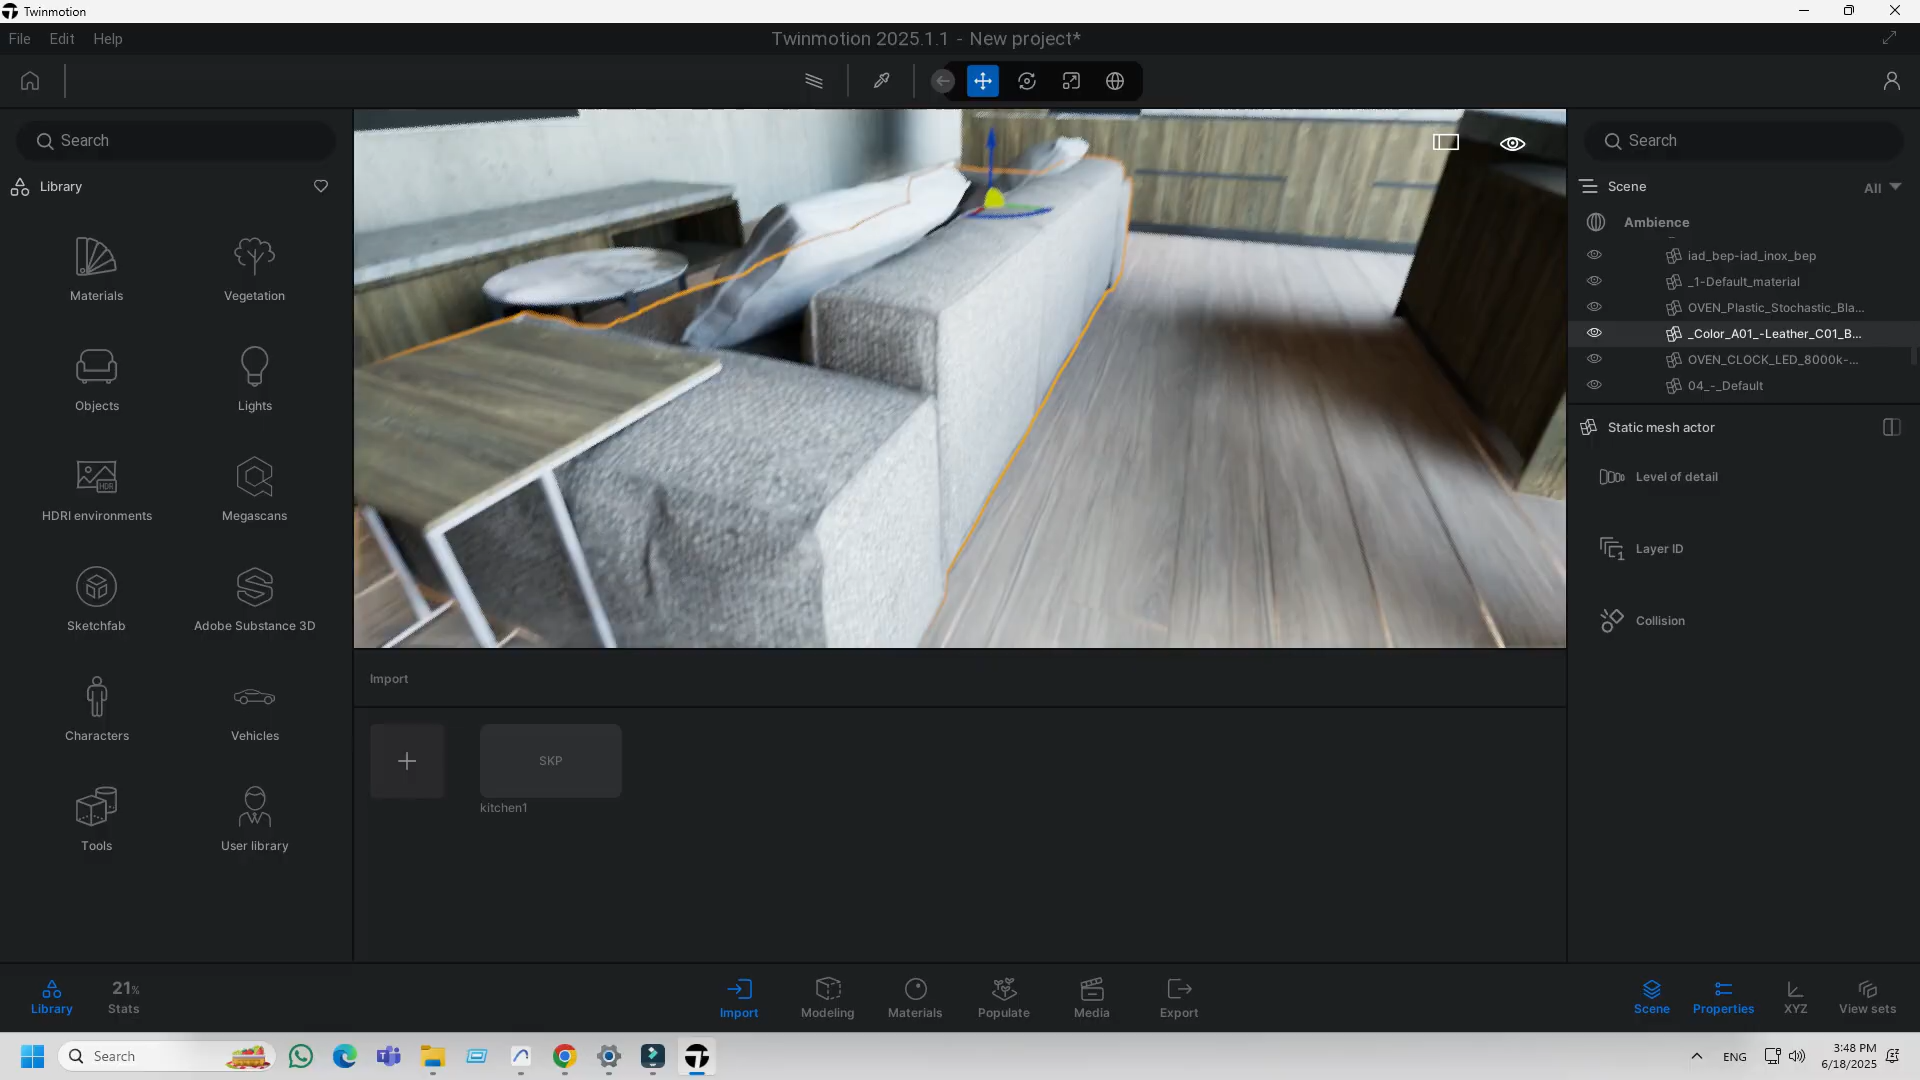 Twinmotion
File Edit Help
Twinmotion 2025.1.1 - New project*
Search
Library
Materials
Vegetation
Objects
Lights
HDR
HDRI environments
Megascans
Sketchfab
Adobe Substance 3D
Characters
Vehicles
Tools
User library
Import
SKP
kitchen1
Search
Scene
All
Ambience
iad_bep-iad_inox_bep
_1-Default_material
OVEN_Plastic_Stochastic_Bla...
_Color_A01_-Leather_C01_B...
OVEN_CLOCK_LED_8000k-...
04_-_Default
Static mesh actor
Level of detail
1
Layer ID
Collision
Library
21%
Stats
Import
Modeling
Materials
Populate
Media
Export
Scene
Properties
XYZ
View sets
Search
ENG
3:48 PM
6/18/2025